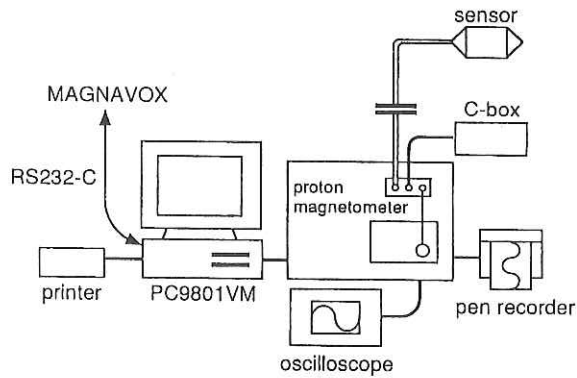 sensor
MAGNAVOX
C-box
RS232-C
proton
magnetometer
printer
PC9801VM
pen recorder
oscilloscope